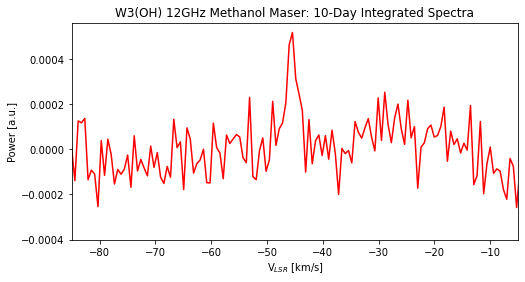 W3(OH) 12GHz Methanol Maser: 10-Day Integrated Spectra
Power [a.u.]
0.0004
0.0002
0.0000
−0.0002
−0.0004
−80 −70 −60 −50 −40 −30 −20 −10
V_LSR [km/s]